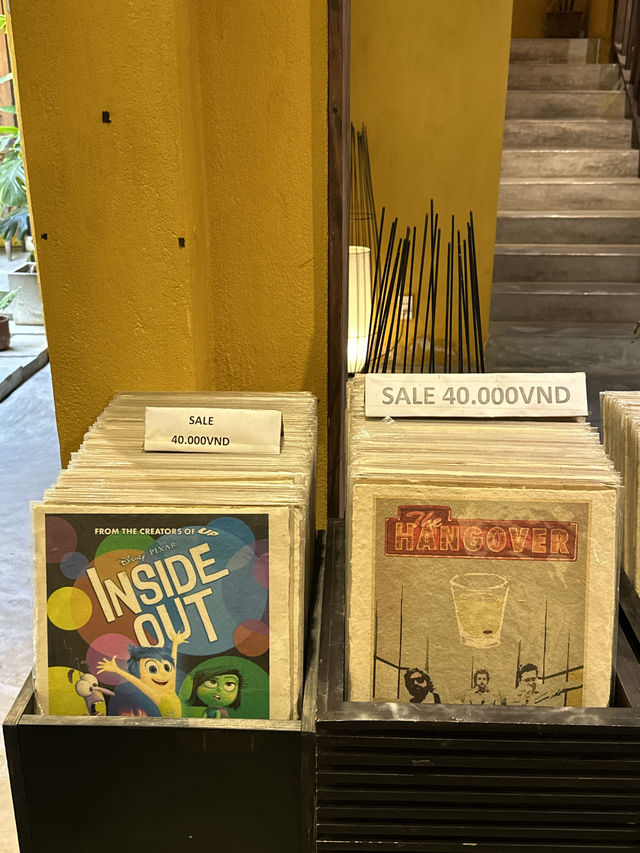 SALE
40.000VND
FROM THE CREATORS OF UP
Disney·PIXAR
INSIDE
OUT
SALE 40.000VND
The
HANGOVER